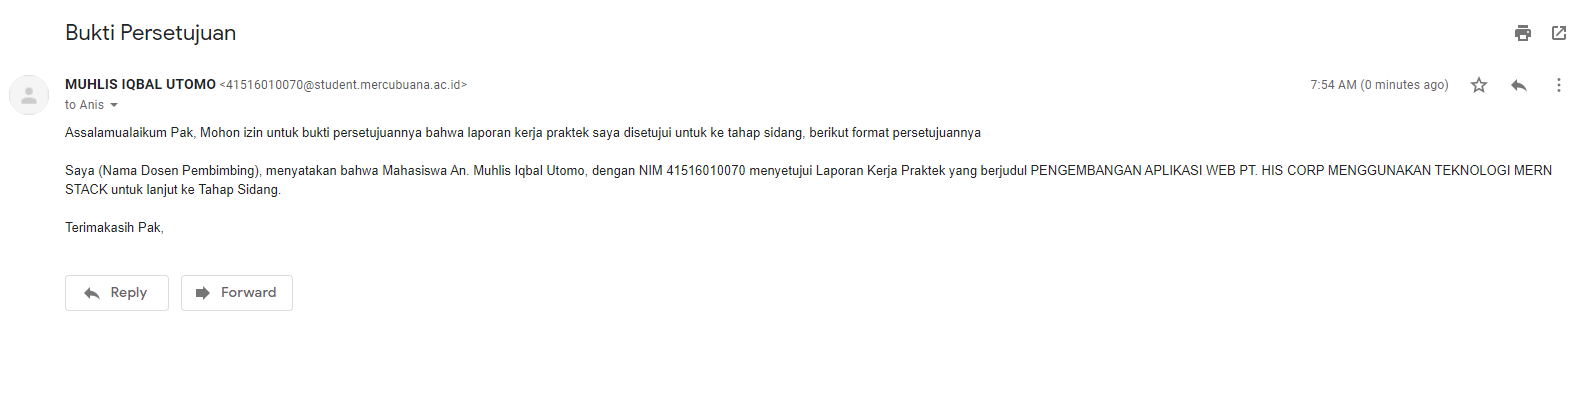 Bukti Persetujuan
MUHLIS IQBAL UTOMO <41516010070@student.mercubuana.ac.id>
7:54 AM (0 minutes ago)
to Anis
Assalamualaikum Pak, Mohon izin untuk bukti persetujuannya bahwa laporan kerja praktek saya disetujui untuk ke tahap sidang, berikut format persetujuannya
Saya (Nama Dosen Pembimbing), menyatakan bahwa Mahasiswa An. Muhlis Iqbal Utomo, dengan NIM 41516010070 menyetujui Laporan Kerja Praktek yang berjudul PENGEMBANGAN APLIKASI WEB PT. HIS CORP MENGGUNAKAN TEKNOLOGI MERN
STACK untuk lanjut ke Tahap Sidang.
Terimakasih Pak,
Reply
Forward